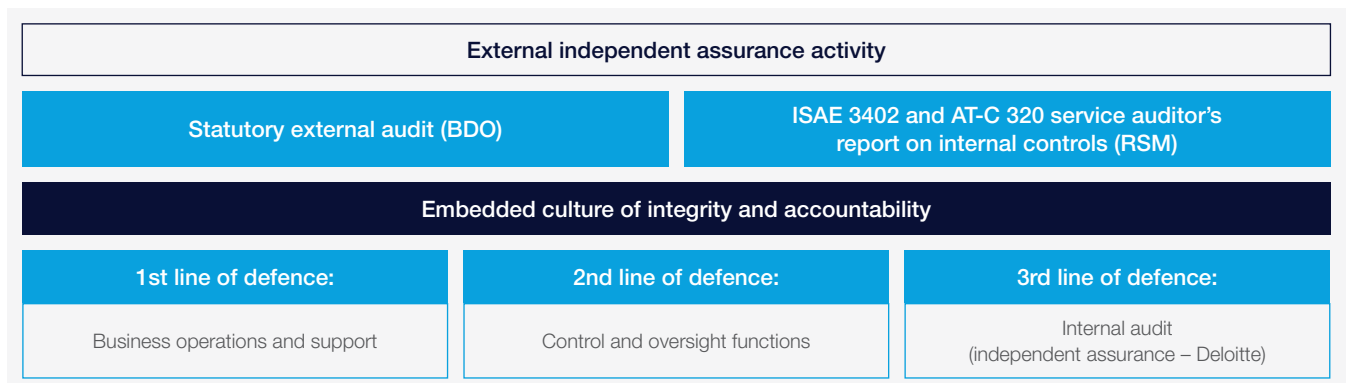 External independent assurance activity
Statutory external audit (BDO)
ISAE 3402 and AT-C 320 service auditor's
report on internal controls (RSM)
Embedded culture of integrity and accountability
1st line of defence:
2nd line of defence:
3rd line of defence:
Business operations and support
Control and oversight functions
Internal audit
(independent assurance – Deloitte)